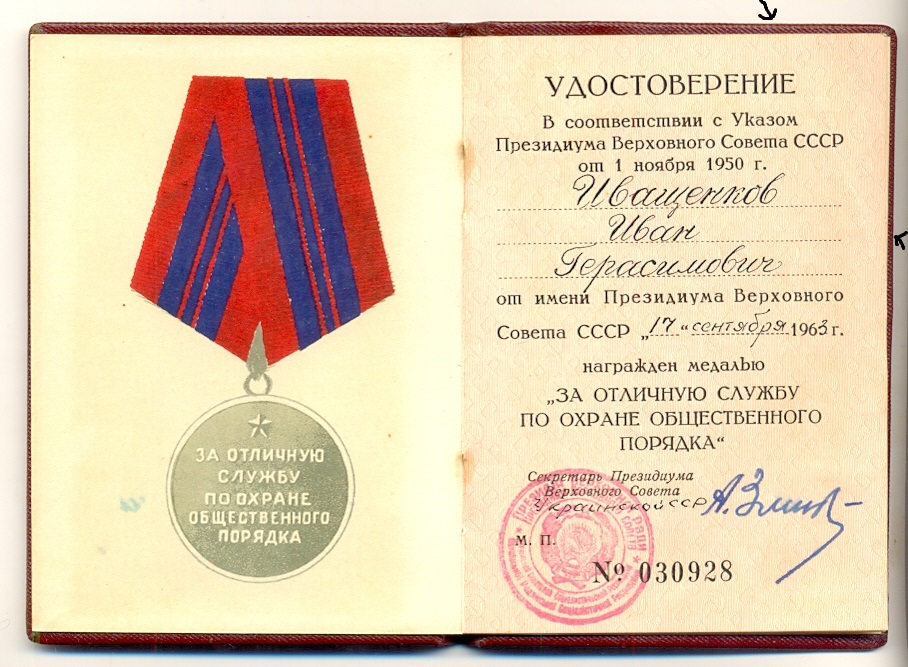 ЗА ОТЛИЧНУЮ
СЛУЖБУ
ПО ОХРАНЕ
ОБЩЕСТВЕННОГО
ПОРЯДКА
УДОСТОВЕРЕНИЕ
В соответствии с Указом
Президиума Верховного Совета СССР
от 1 ноября 1950 г.
Иващенков
Иван
Герасимович
от имени Президиума Верховного
Совета СССР „17“ сентября 1963 г.
награжден медалью
„ЗА ОТЛИЧНУЮ СЛУЖБУ
ПО ОХРАНЕ ОБЩЕСТВЕННОГО
ПОРЯДКА“
Секретарь Президиума
Верховного Совета
Украинской ССР
М. П.
№ 030928